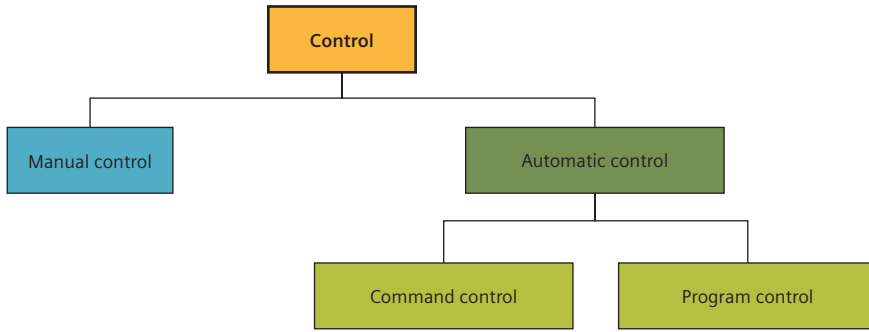 Control
Manual control
Automatic control
Command control
Program control